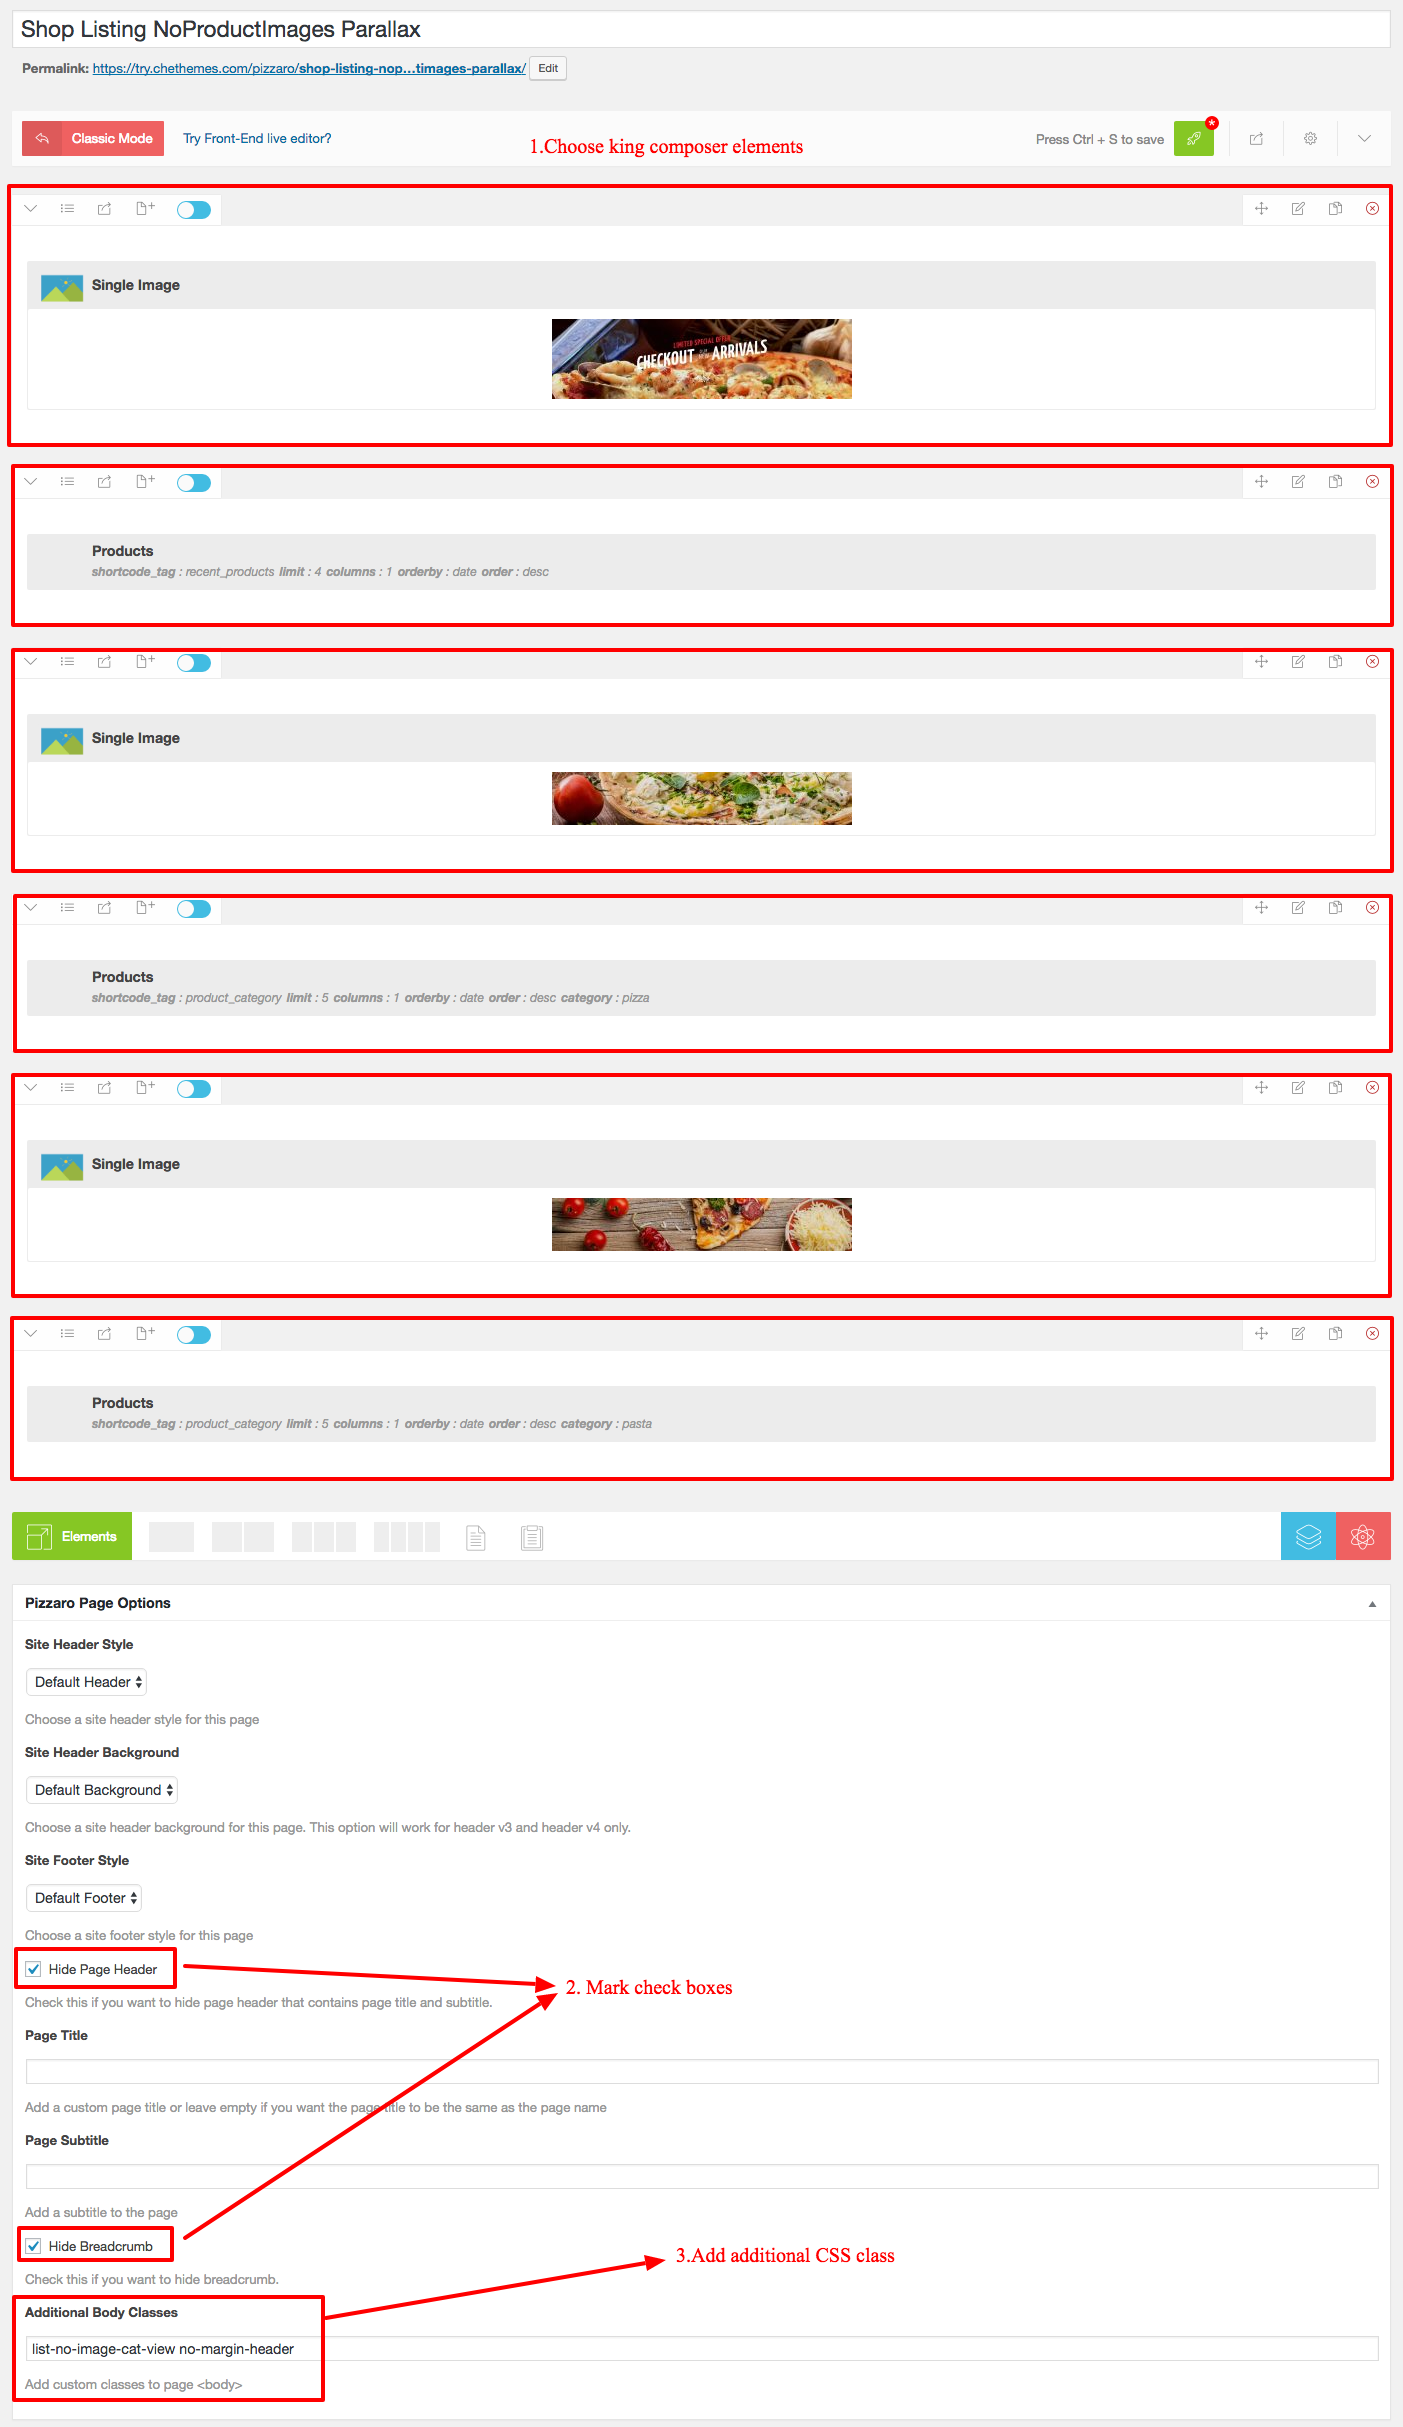 Shop Listing NoProductImages Parallax
Permalink: https://try.chethemes.com/pizzaro/shop-listing-nop...timages-parallax/ Edit
Classic Mode Try Front-End live editor? 1.Choose king composer elements Press Ctrl + S to save
Single Image
LIMITED SPECIAL OFFER
CHECKOUT ARRIVALS
Products
shortcode_tag : recent_products limit : 4 columns : 1 orderby : date order : desc
Single Image
Products
shortcode_tag : product_category limit : 5 columns : 1 orderby : date order : desc category : pizza
Single Image
Products
shortcode_tag : product_category limit : 5 columns : 1 orderby : date order : desc category : pasta
Elements
Pizzaro Page Options
Site Header Style
Default Header
Choose a site header style for this page
Site Header Background
Default Background
Choose a site header background for this page. This option will work for header v3 and header v4 only.
Site Footer Style
Default Footer
Choose a site footer style for this page
Hide Page Header
2. Mark check boxes
Check this if you want to hide page header that contains page title and subtitle.
Page Title
Add a custom page title or leave empty if you want the page title to be the same as the page name
Page Subtitle
Add a subtitle to the page
Hide Breadcrumb
3.Add additional CSS class
Check this if you want to hide breadcrumb.
Additional Body Classes
list-no-image-cat-view no-margin-header
Add custom classes to page <body>